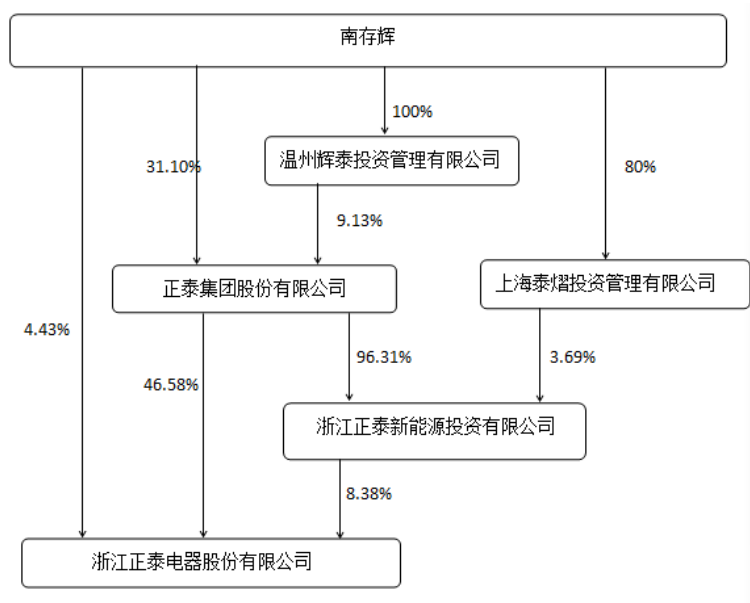 南存辉
100%
31.10%
温州辉泰投资管理有限公司
80%
9.13%
正泰集团股份有限公司
上海泰熠投资管理有限公司
4.43%
46.58%
96.31%
3.69%
浙江正泰新能源投资有限公司
8.38%
浙江正泰电器股份有限公司